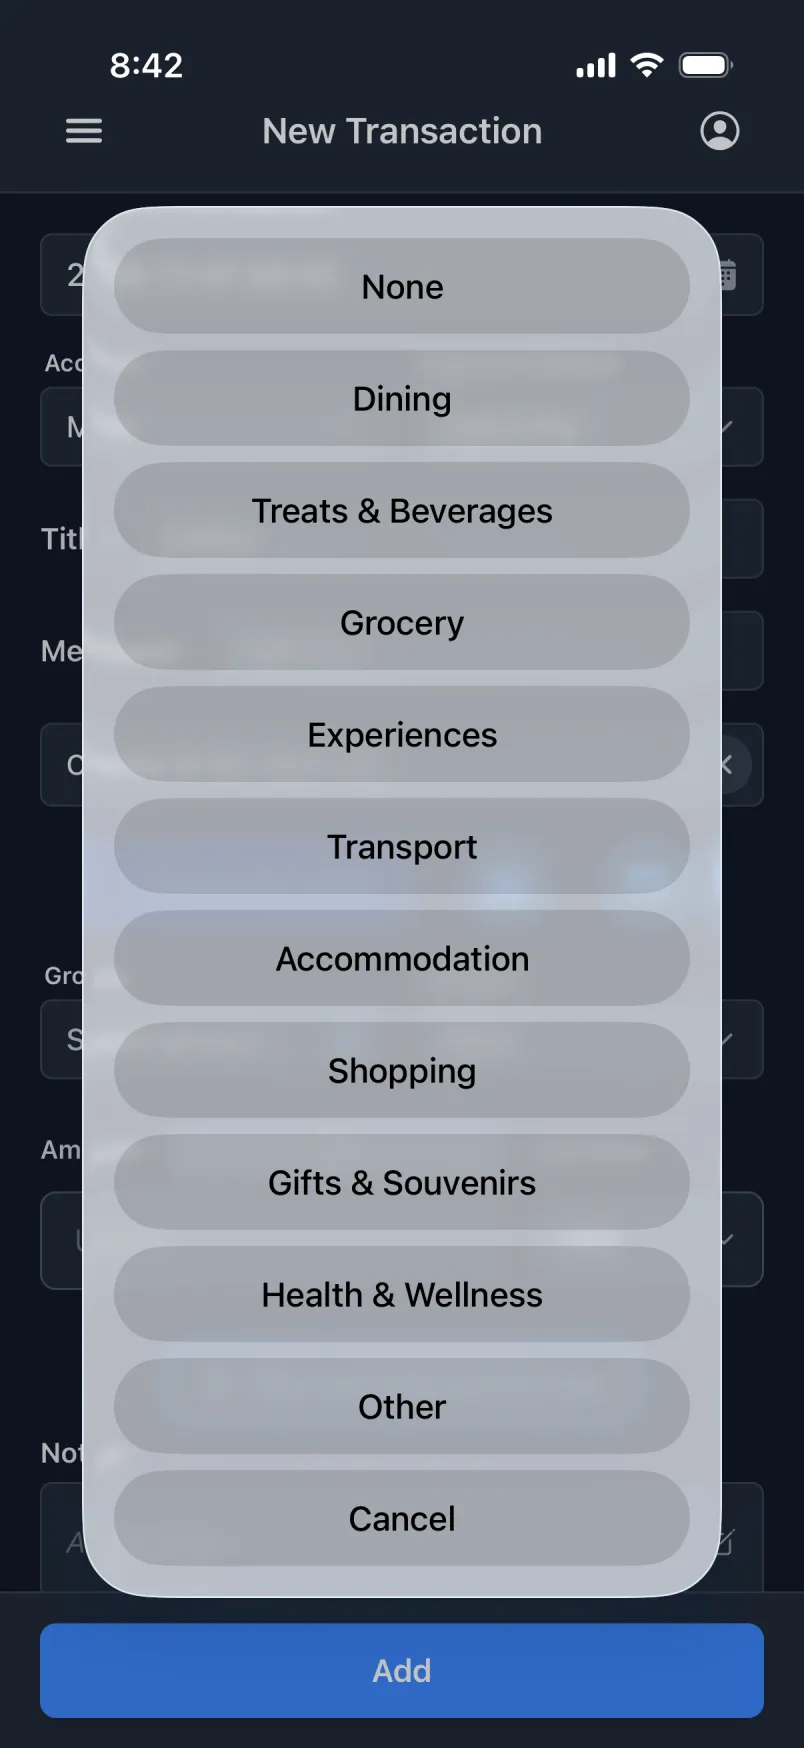 8:42
New Transaction
None
Dining
Treats & Beverages
Grocery
Experiences
Transport
Accommodation
Shopping
Gifts & Souvenirs
Health & Wellness
Other
Cancel
Add